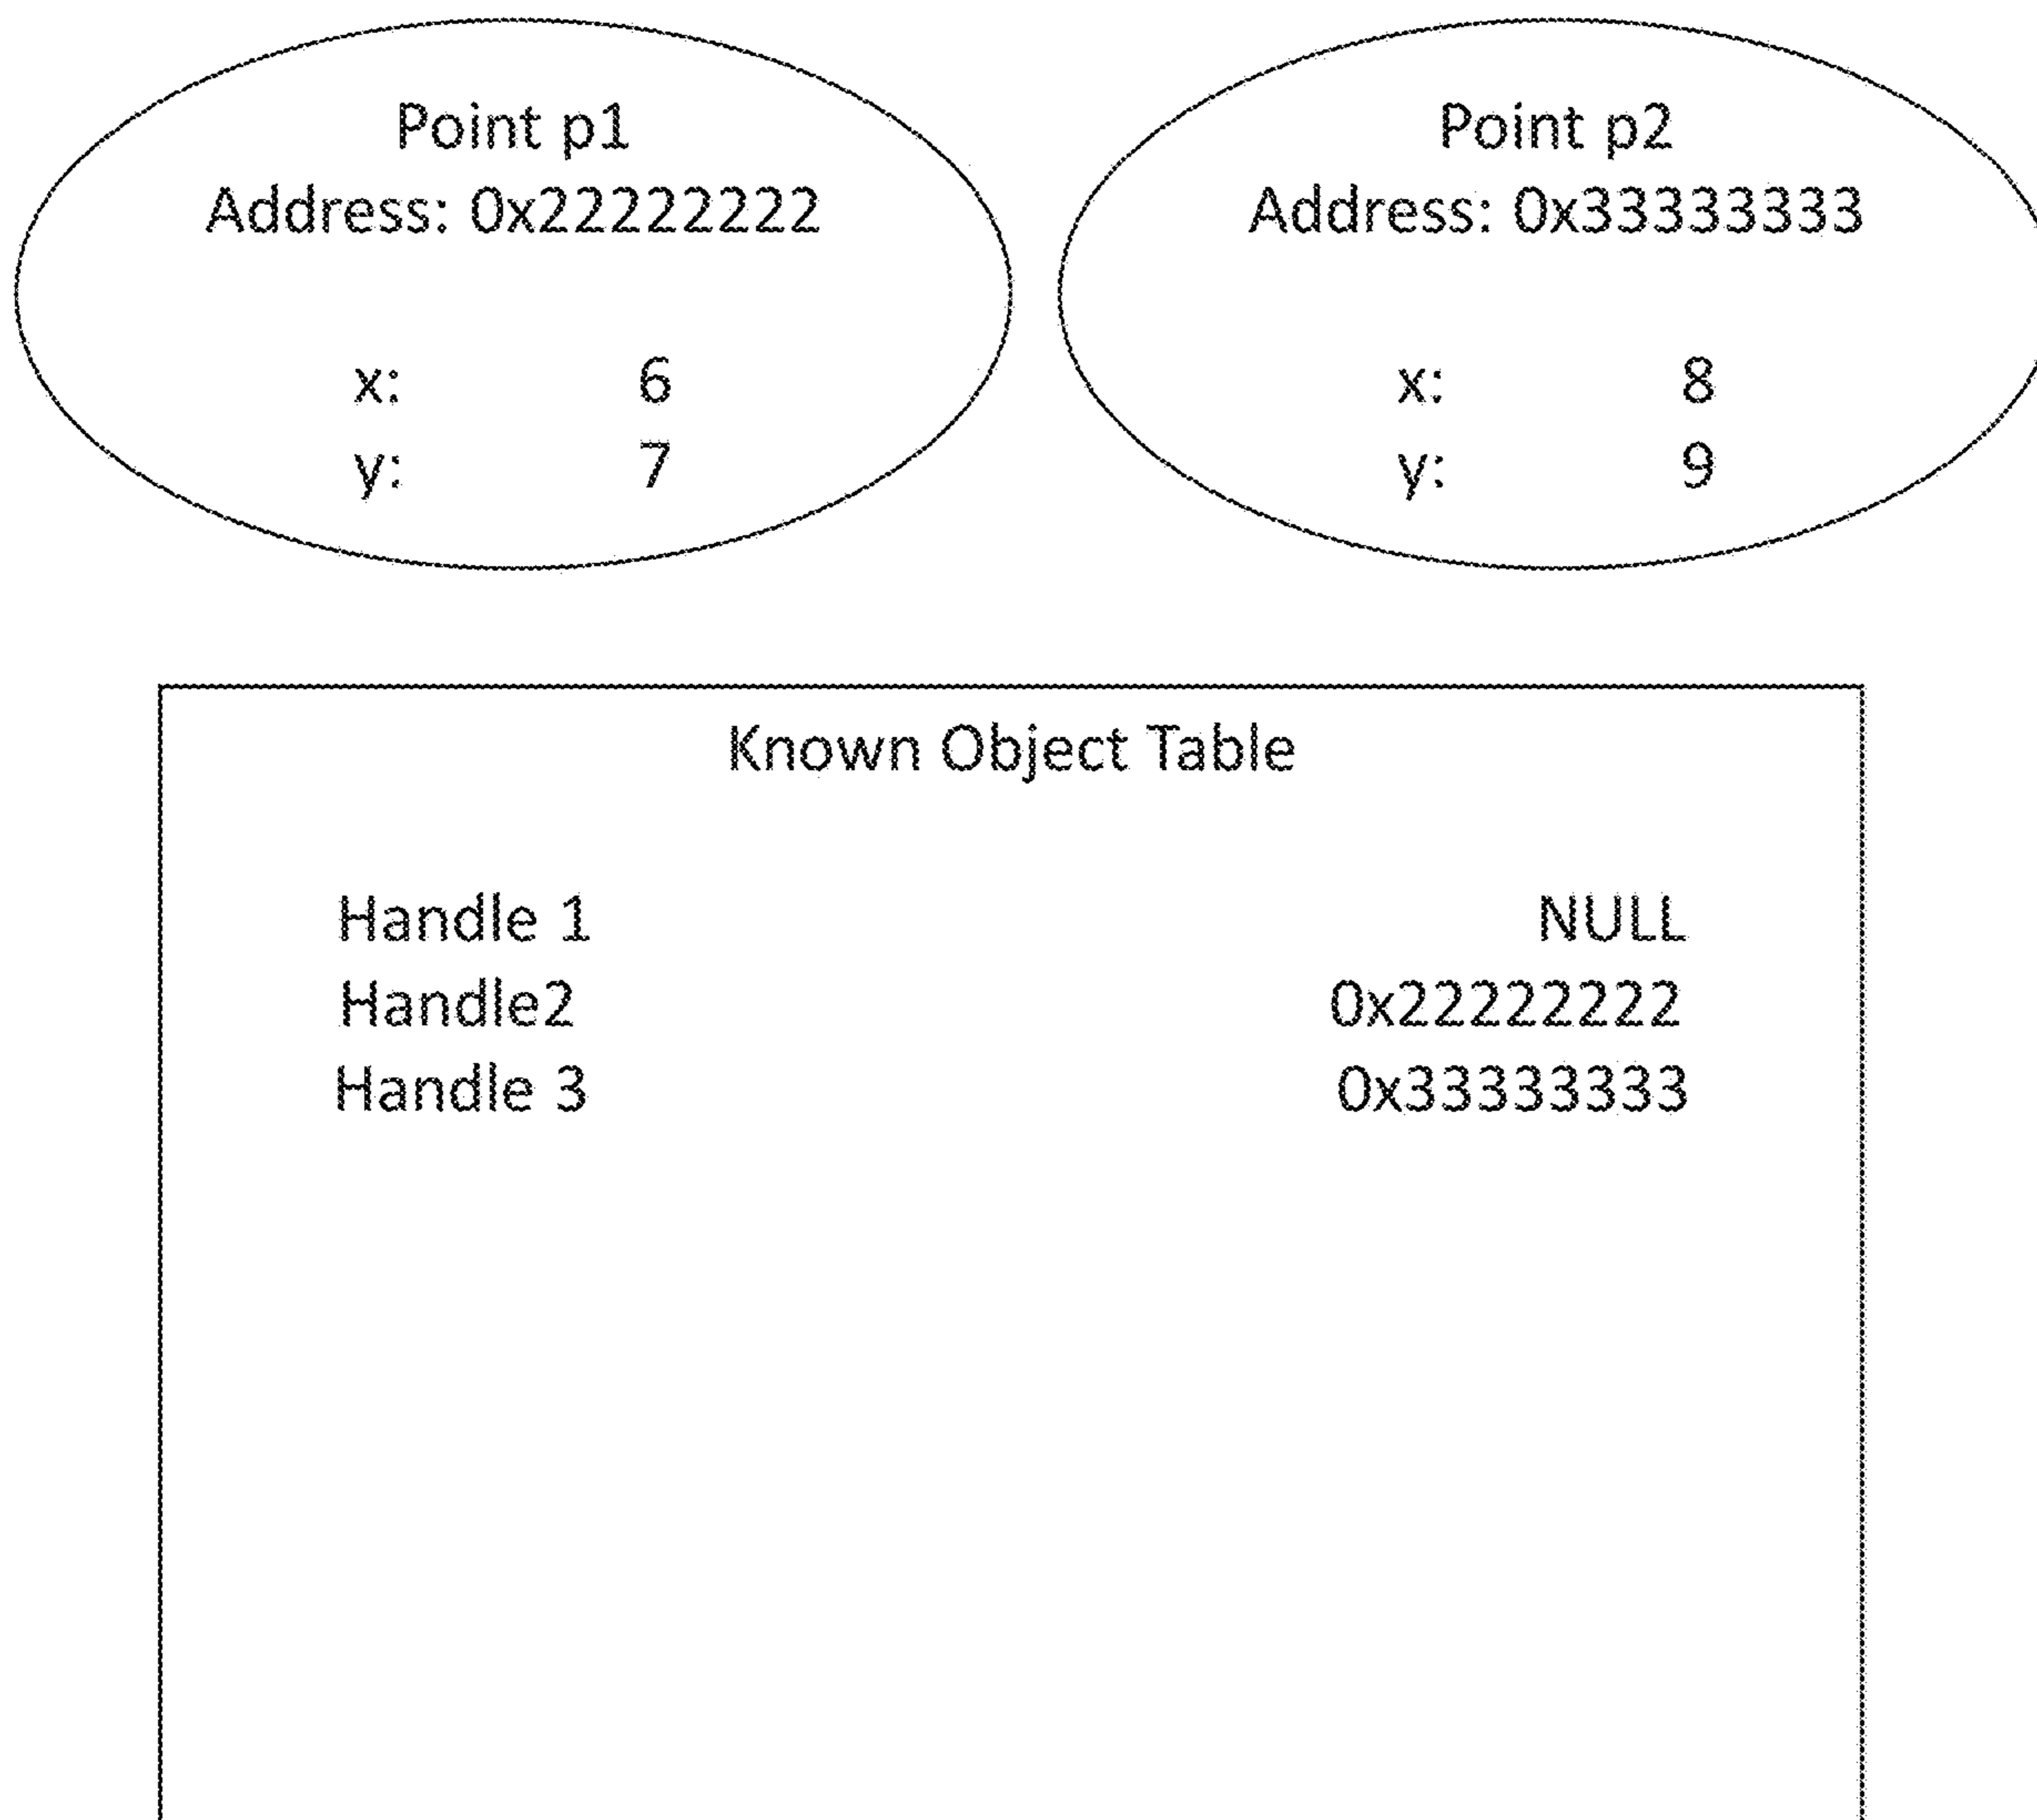 Point p1
Address: 0x22222222
x: 6
y: 7
Point p2
Address: 0x33333333
x: 8
y: 9
Known Object Table
Handle 1 NULL
Handle2 0x22222222
Handle 3 0x33333333